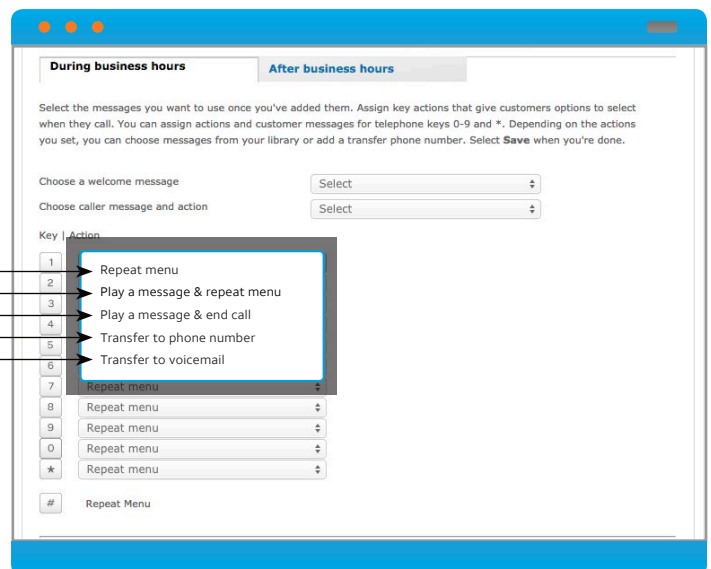 During business hours
After business hours
Select the messages you want to use once you've added them. Assign key actions that give customers options to select
when they call. You can assign actions and customer messages for telephone keys 0-9 and *. Depending on the actions
you set, you can choose messages from your library or add a transfer phone number. Select Save when you're done.
Choose a welcome message Select
Choose caller message and action Select
Key | Action
1
Repeat menu
2
Play a message & repeat menu
3
Play a message & end call
4
Transfer to phone number
5
Transfer to voicemail
6
7 Repeat menu
8 Repeat menu
9 Repeat menu
0 Repeat menu
★ Repeat menu
# Repeat Menu